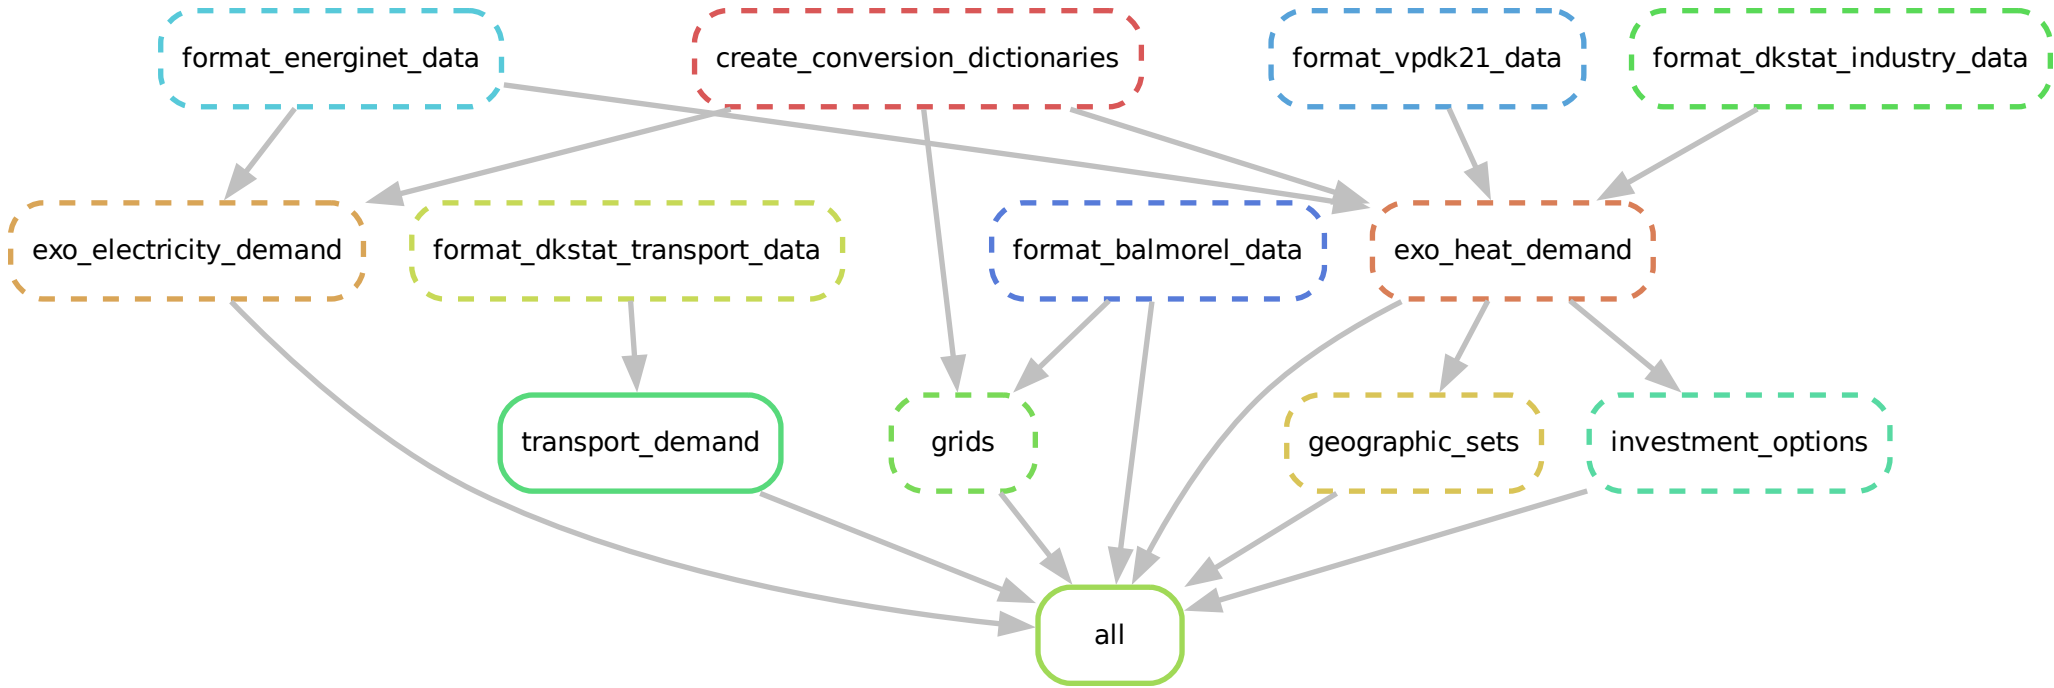 format_energinet_data
create_conversion_dictionaries
format_vpdk21_data
format_dkstat_industry_data
exo_electricity_demand
format_dkstat_transport_data
format_balmorel_data
exo_heat_demand
transport_demand
grids
geographic_sets
investment_options
all